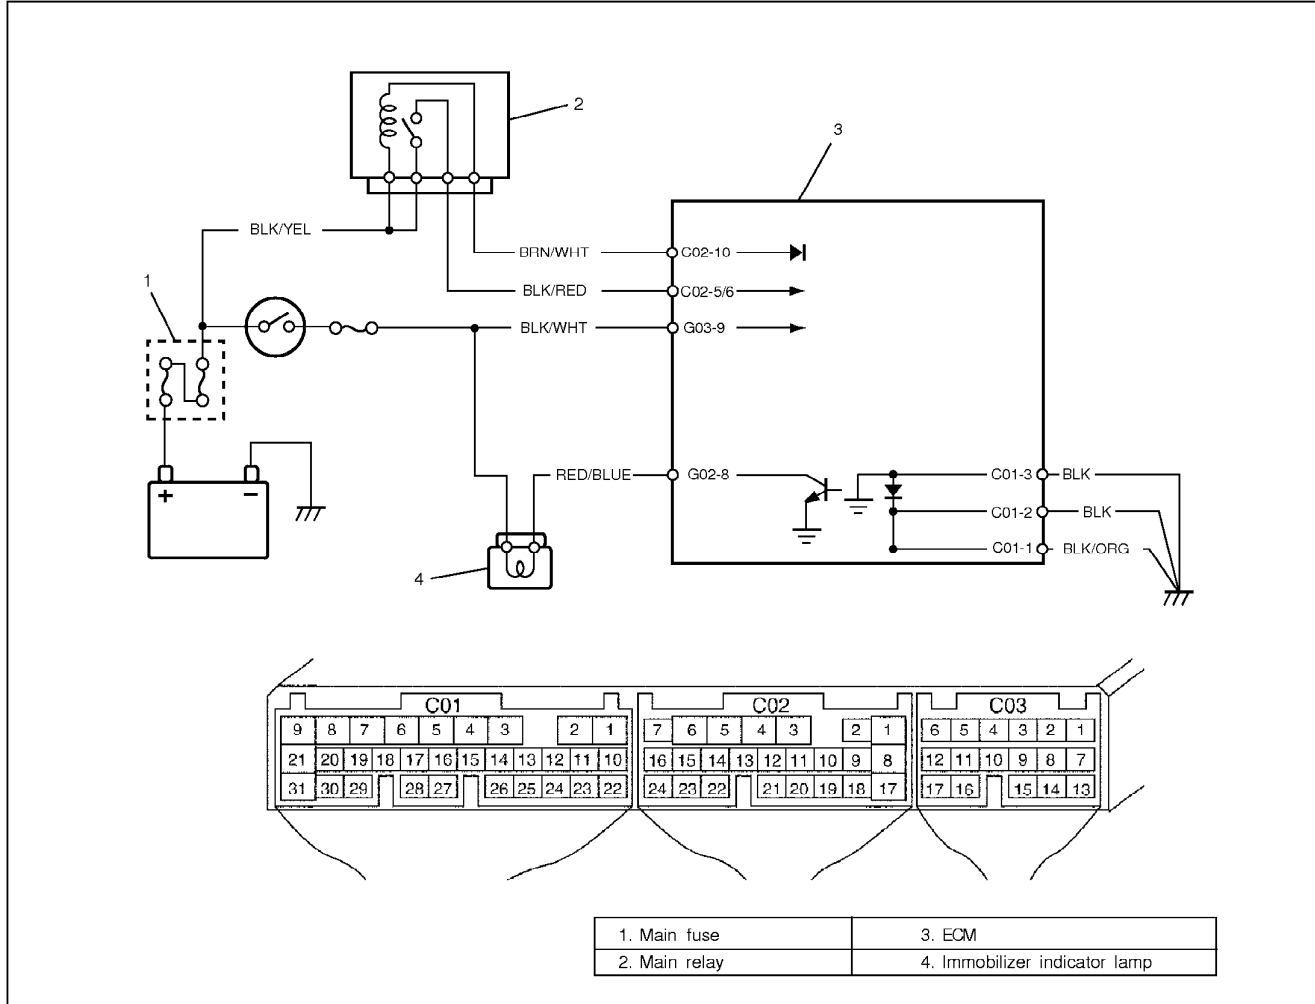 2
3
BLK/YEL
BRN/WHT C02-10
1
BLK/RED C02-5/6
BLK/WHT G03-9
RED/BLUE G02-8
C01-3 BLK
+ −
C01-2 BLK
C01-1 BLK/ORG
4
C01 C02 C03
9 8 7 6 5 4 3 2 1 7 6 5 4 3 2 1 6 5 4 3 2 1
21 20 19 18 17 16 15 14 13 12 11 10 16 15 14 13 12 11 10 9 8 12 11 10 9 8 7
31 30 29 28 27 26 25 24 23 22 24 23 22 21 20 19 18 17 17 16 15 14 13
1. Main fuse 3. ECM
2. Main relay 4. Immobilizer indicator lamp